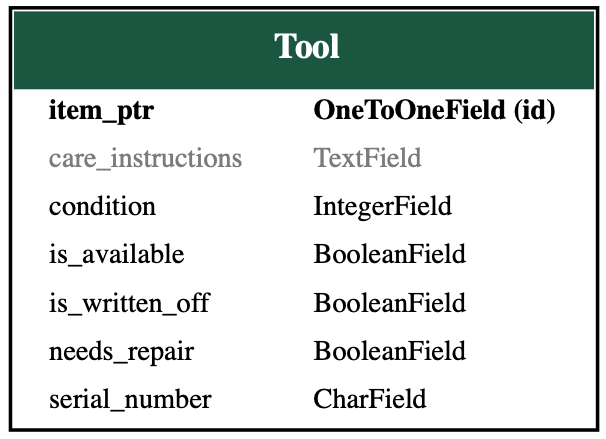 Tool
item_ptr OneToOneField (id)
care_instructions TextField
condition IntegerField
is_available BooleanField
is_written_off BooleanField
needs_repair BooleanField
serial_number CharField